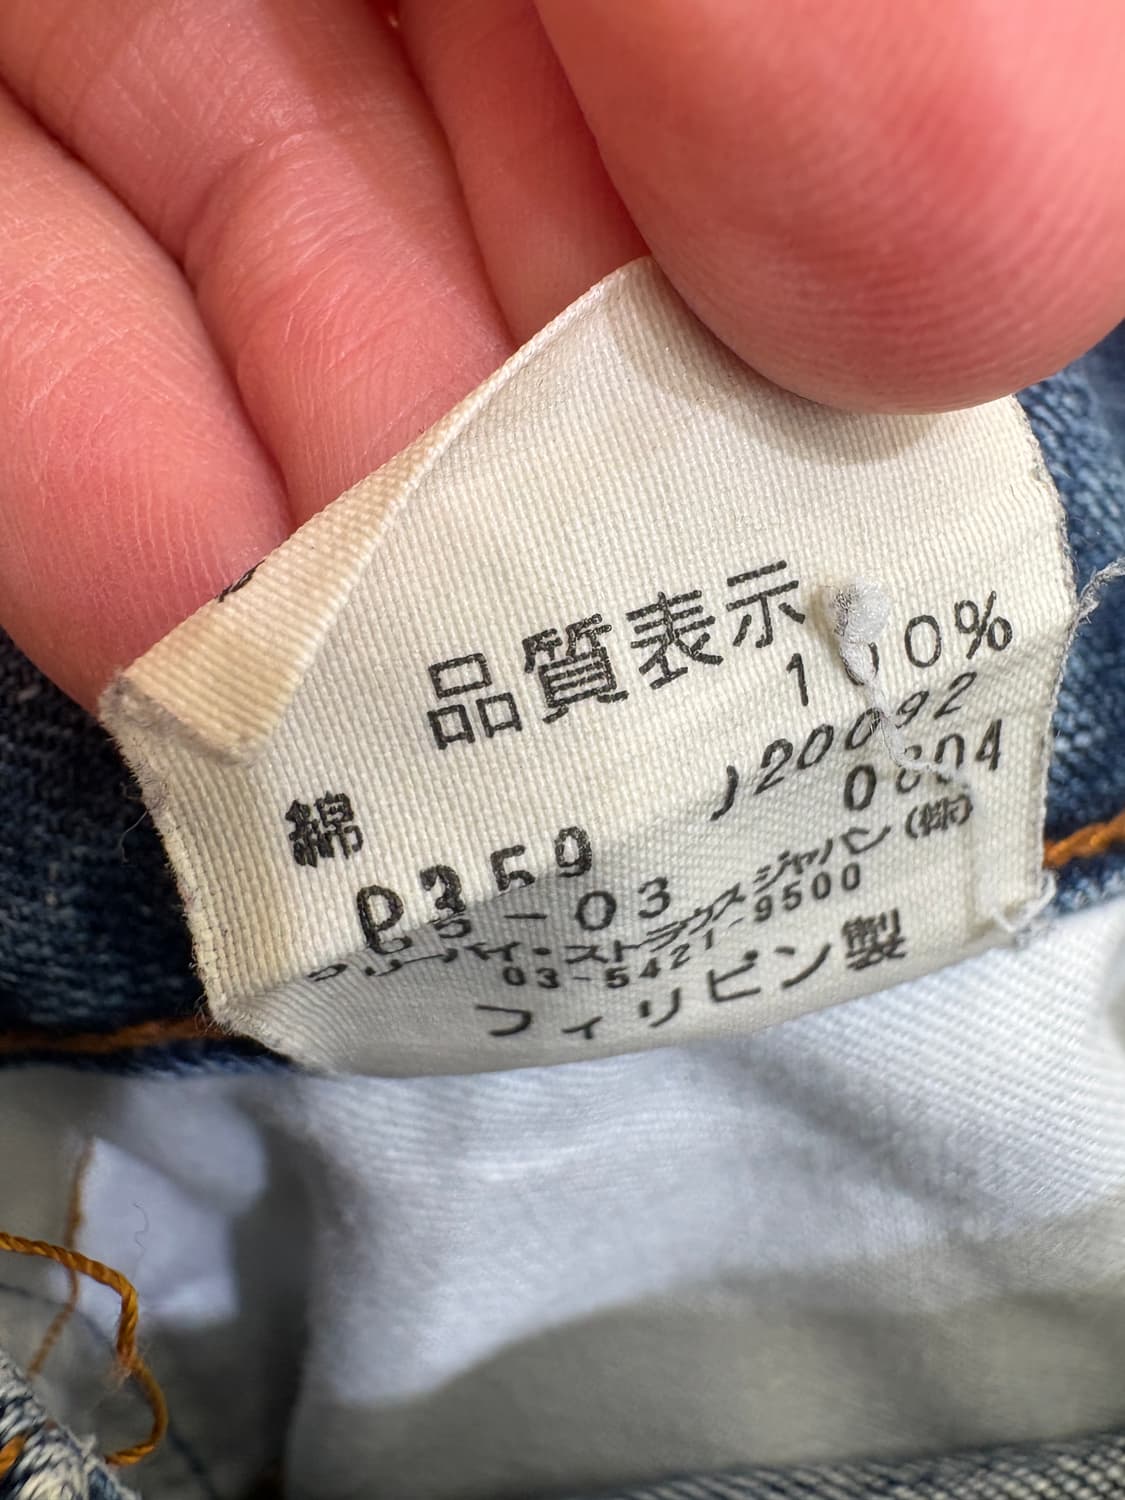 品質表示
綿 100%
J20092
P359 0804
C5-03
リーバイ・ストラウス ジャパン(株)
03-5421-9500
フィリピン製